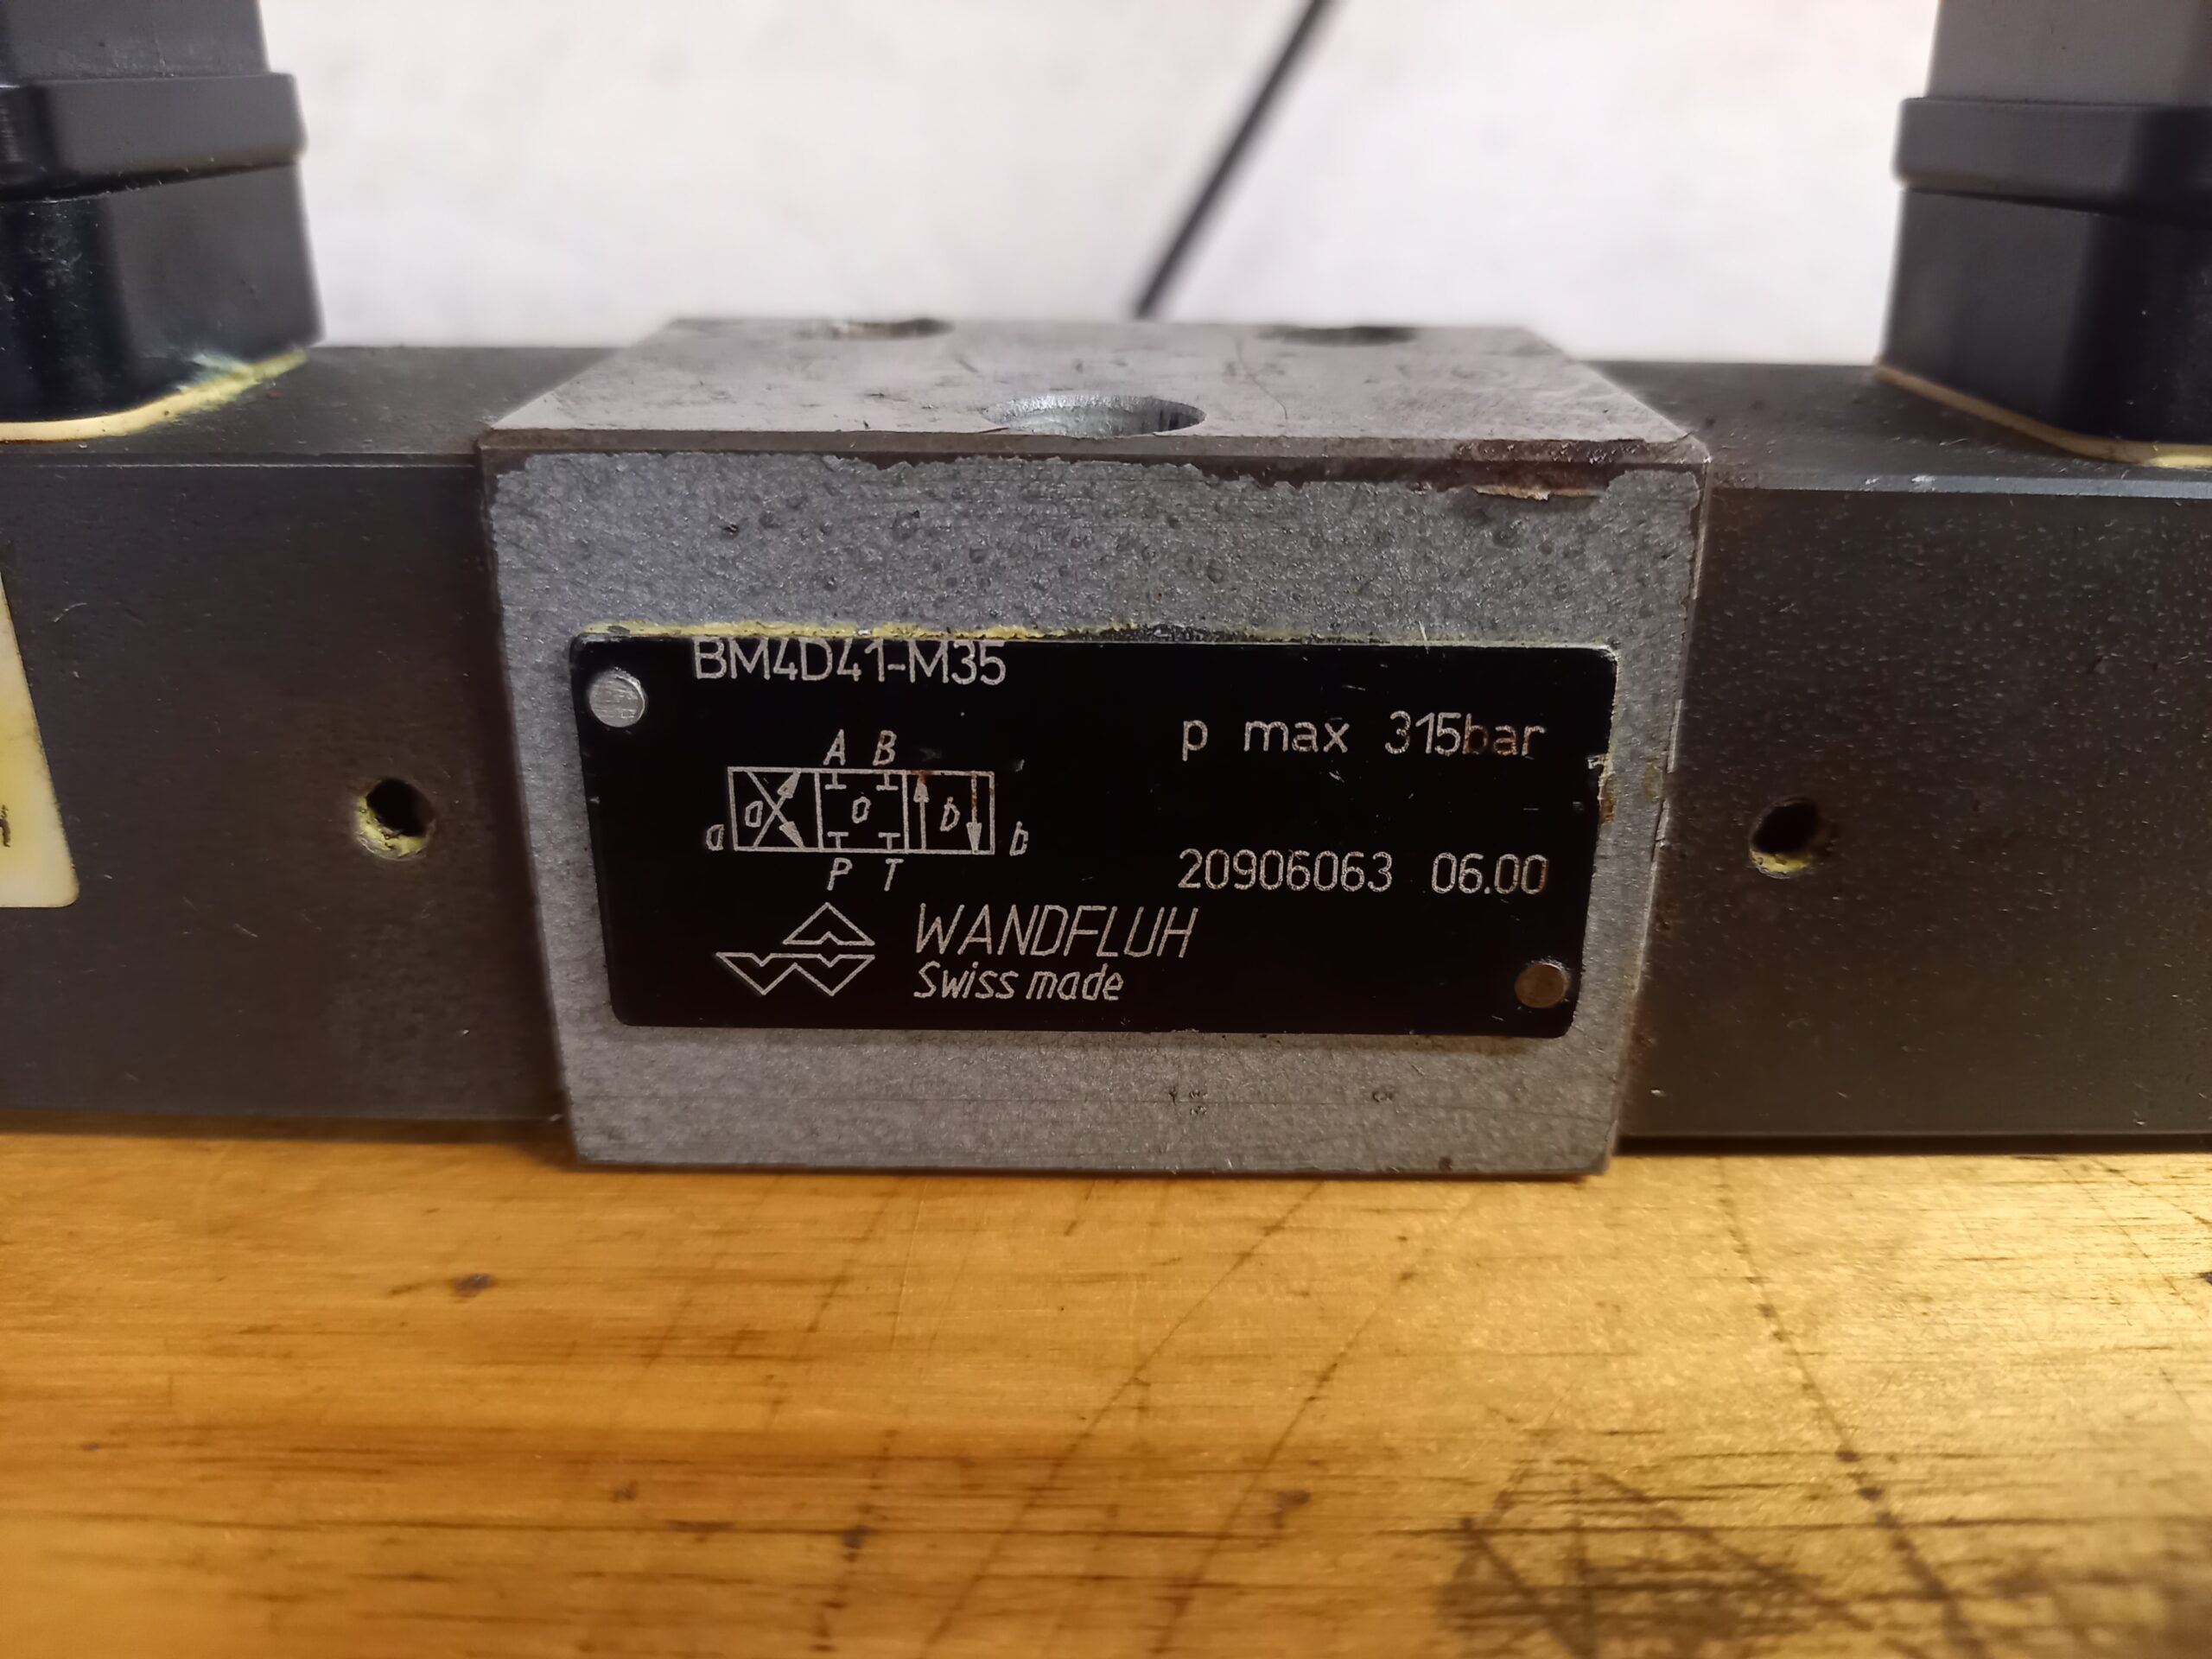 BM4D41-M35
p max 315bar
A B
a a 0 b b
P T
20906063 06.00
WANDFLUH
Swiss made